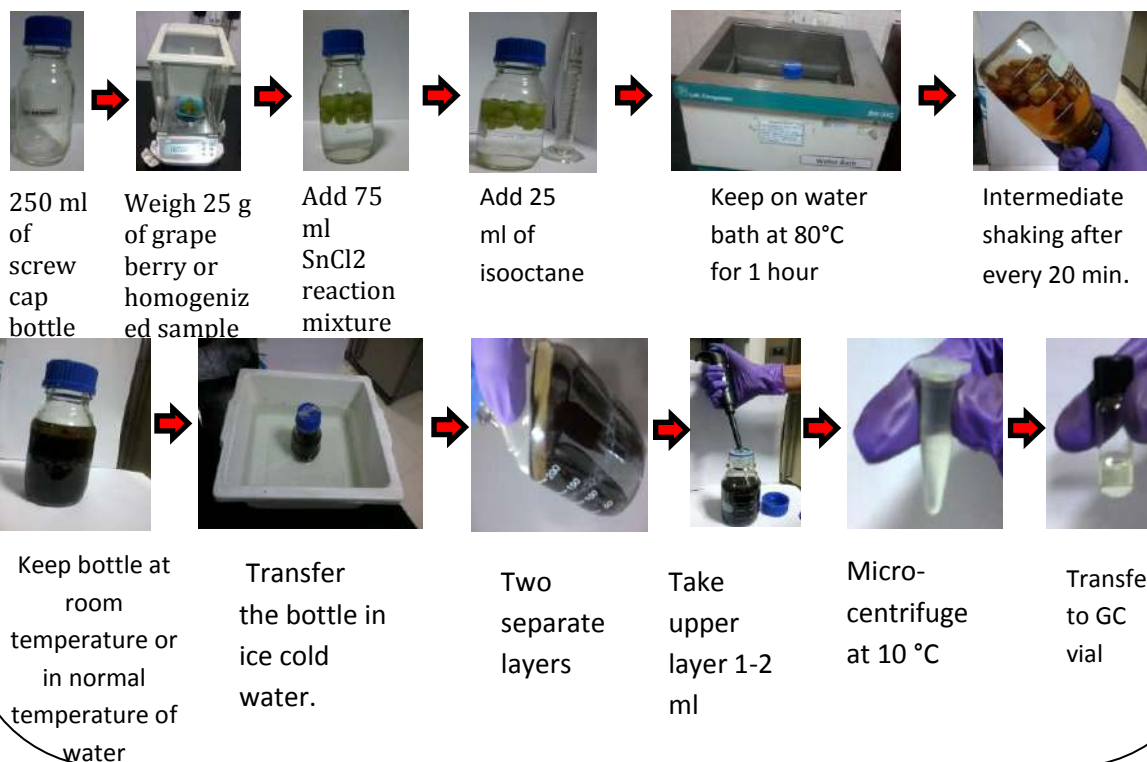 250 ml
of
screw
cap
bottle
Weigh 25 g
of grape
berry or
homogeniz
ed sample
Add 75
ml
SnCl2
reaction
mixture
Add 25
ml of
isooctane
Keep on water
bath at 80°C
for 1 hour
Intermediate
shaking after
every 20 min.
Water Bath
Keep bottle at
room
temperature or
in normal
temperature of
water
Transfer
the bottle in
ice cold
water.
Two
separate
layers
Take
upper
layer 1-2
ml
Micro-
centrifuge
at 10 °C
Transfe
to GC
vial